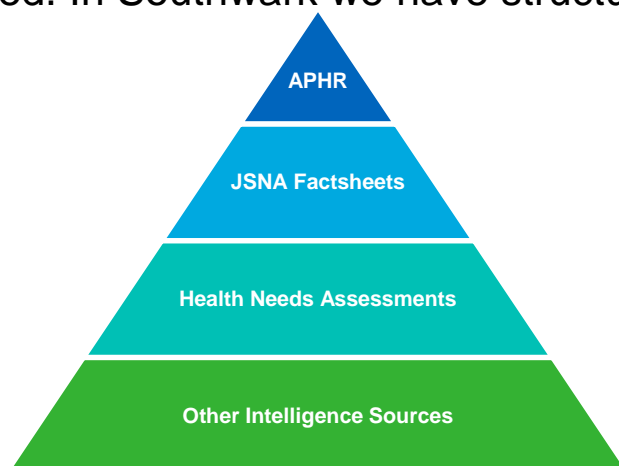 In Southwark we have
APHR
JSNA Factsheets
Health Needs Assessments
Other Intelligence Sources